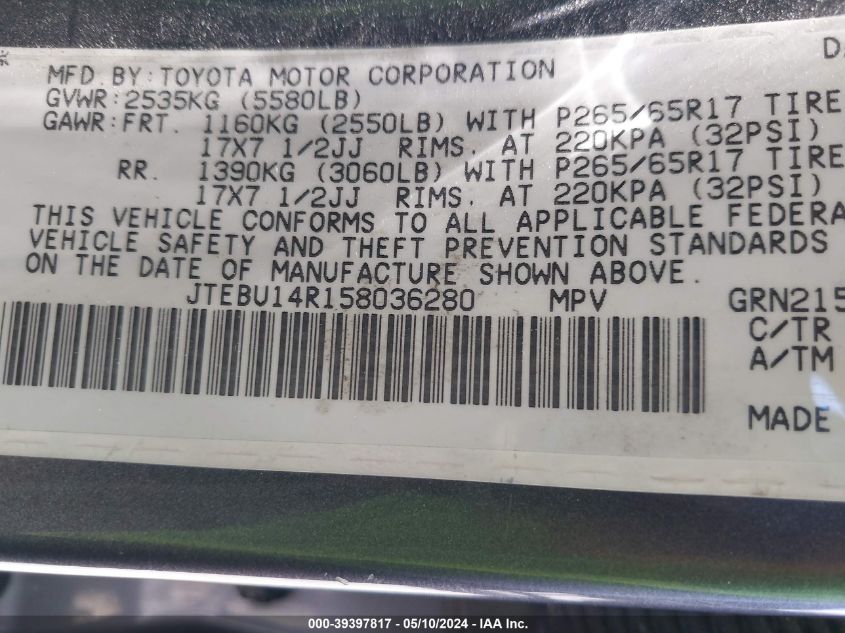 MFD. BY: TOYOTA MOTOR CORPORATION
GVWR: 2535KG (5580LB)
GAWR: FRT. 1160KG (2550LB) WITH P265/65R17 TIRE
17X7 1/2JJ RIMS. AT 220KPA (32PSI)
RR. 1390KG (3060LB) WITH P265/65R17 TIRE
17X7 1/2JJ RIMS. AT 220KPA (32PSI)
THIS VEHICLE CONFORMS TO ALL APPLICABLE FEDERA
VEHICLE SAFETY AND THEFT PREVENTION STANDARDS
ON THE DATE OF MANUFACTURE SHOWN ABOVE.
JTEBU14R158036280 MPV GRN215
C/TR
A/TM
MADE
000-39397817 - 05/10/2024 - IAAI, Inc.